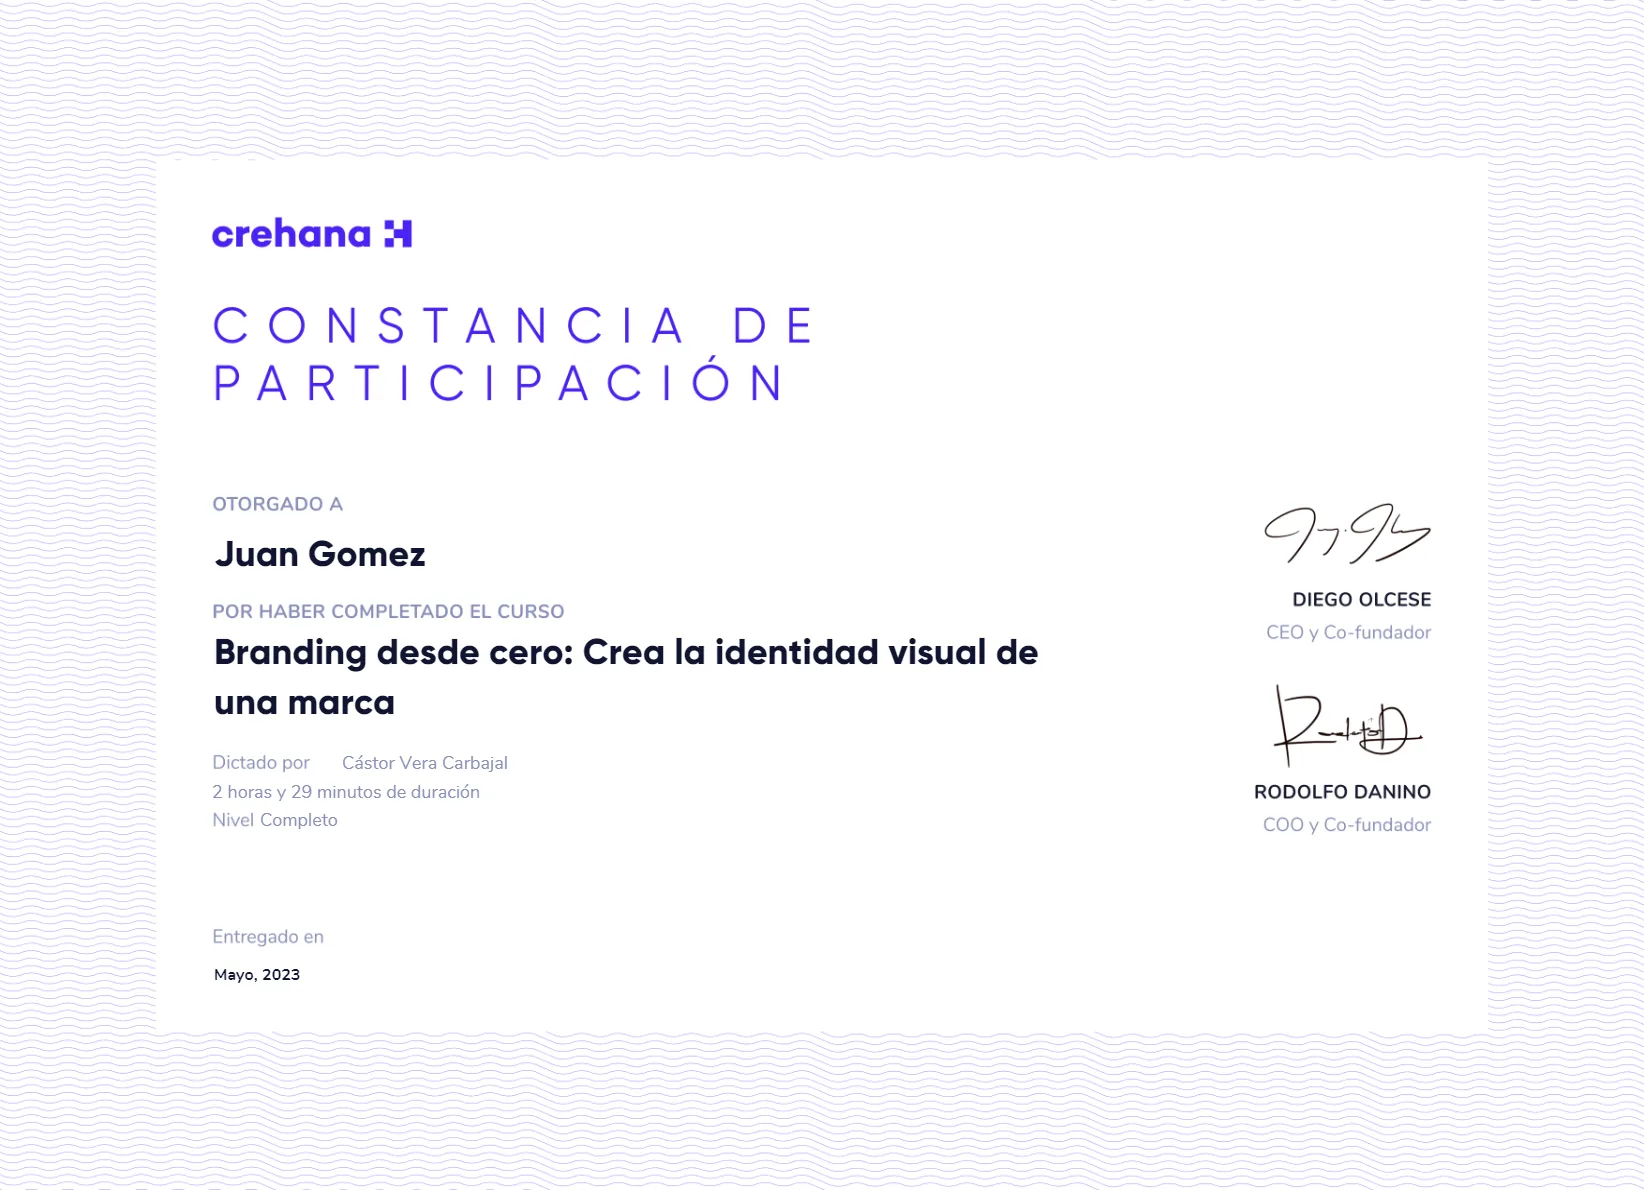 crehana
CONSTANCIA DE
PARTICIPACIÓN
OTORGADO A
Juan Gomez
POR HABER COMPLETADO EL CURSO
Branding desde cero: Crea la identidad visual de
una marca
Dictado por Cástor Vera Carbajal
2 horas y 29 minutos de duración
Nivel Completo
Entregado en
Mayo, 2023
DIEGO OLCESE
CEO y Co-fundador
RODOLFO DANINO
COO y Co-fundador